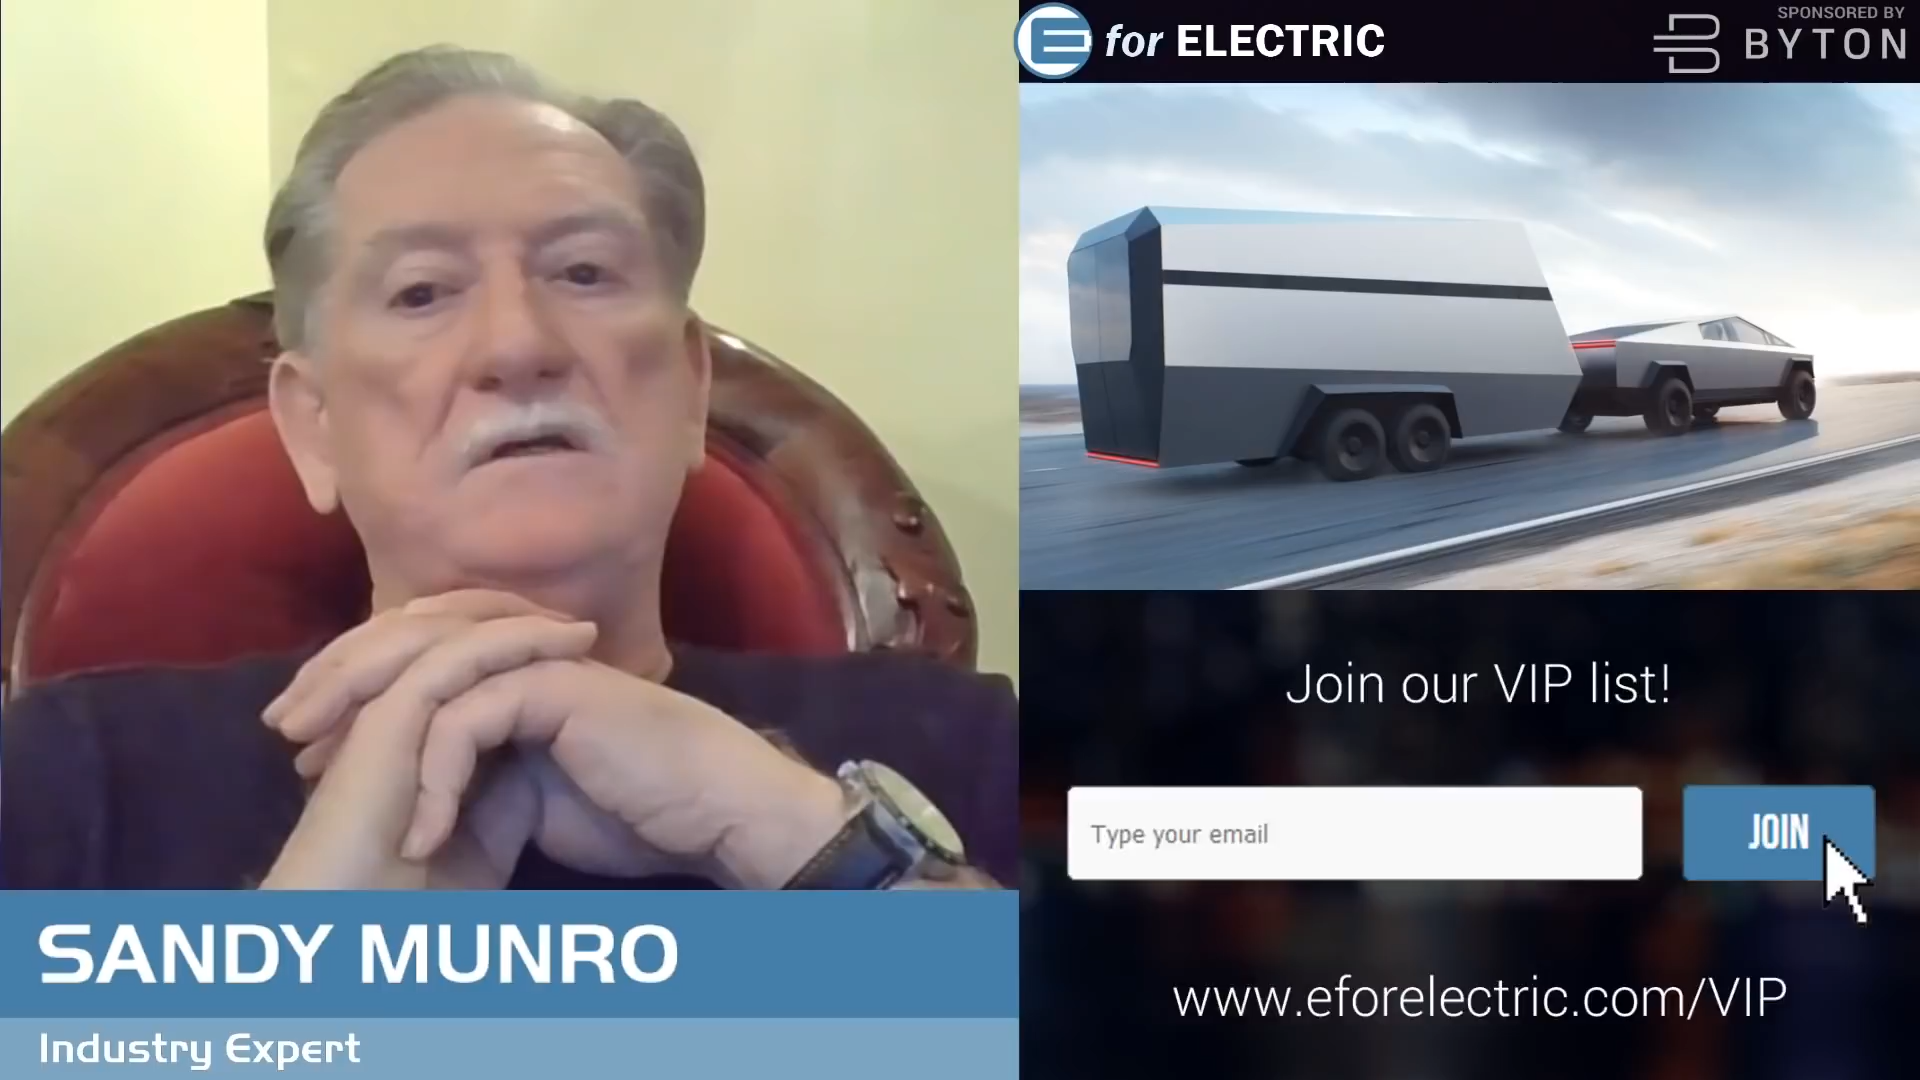 E for ELECTRIC
SPONSORED BY
BYTON
Join our VIP list!
Type your email
JOIN
www.eforelectric.com/VIP
SANDY MUNRO
Industry Expert